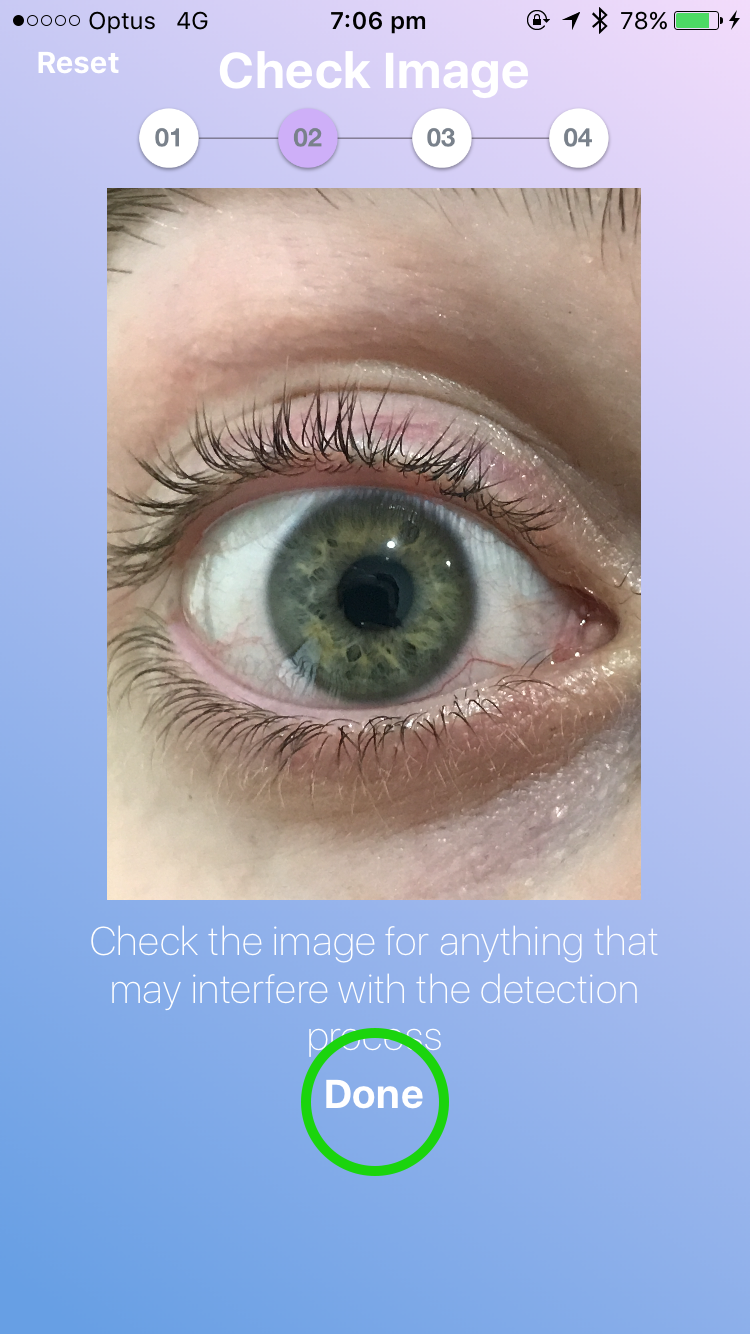 Optus 4G 7:06 pm 78%
Reset
Check Image
01 02 03 04
Check the image for anything that
may interfere with the detection
process
Done